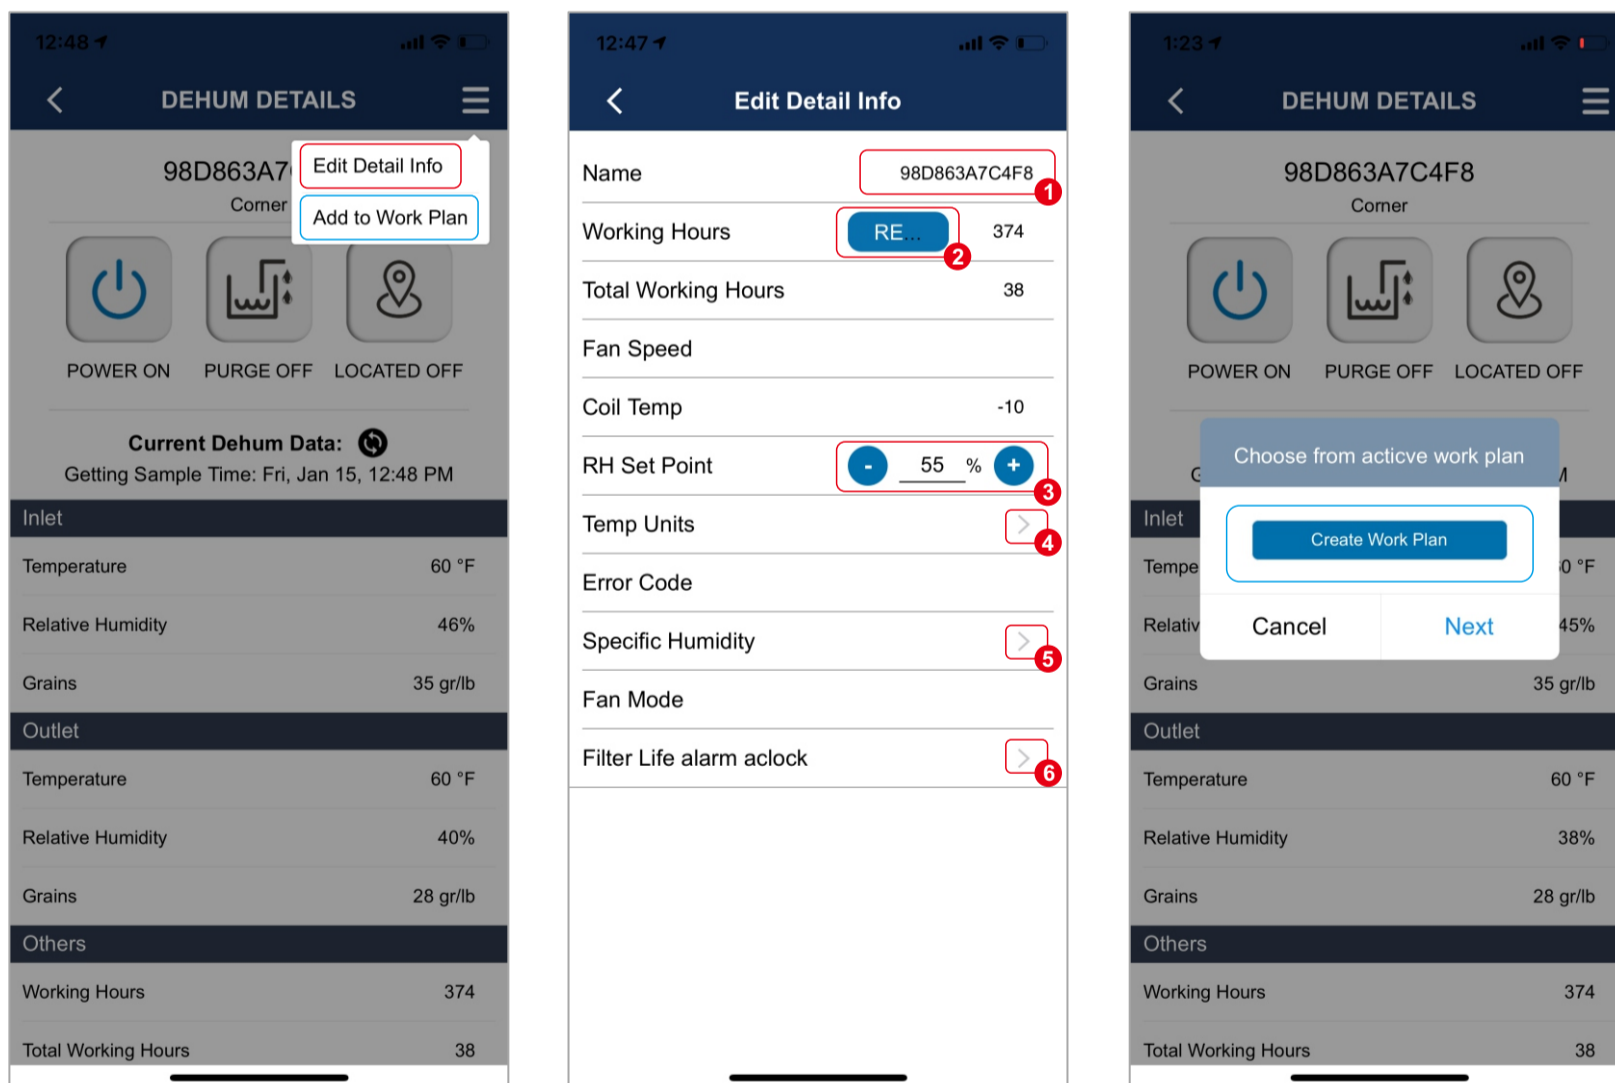 12:48
DEHUM DETAILS
98D863A7
Corner
Edit Detail Info
Add to Work Plan
POWER ON PURGE OFF LOCATED OFF
Current Dehum Data:
Getting Sample Time: Fri, Jan 15, 12:48 PM
Inlet
Temperature 60 °F
Relative Humidity 46%
Grains 35 gr/lb
Outlet
Temperature 60 °F
Relative Humidity 40%
Grains 28 gr/lb
Others
Working Hours 374
Total Working Hours 38
12:47
Edit Detail Info
Name 98D863A7C4F8 1
Working Hours RE... 374 2
Total Working Hours 38
Fan Speed
Coil Temp -10
RH Set Point - 55 % + 3
Temp Units > 4
Error Code
Specific Humidity > 5
Fan Mode
Filter Life alarm aclock > 6
1:23
DEHUM DETAILS
98D863A7C4F8
Corner
POWER ON PURGE OFF LOCATED OFF
Choose from acticve work plan
Create Work Plan
Cancel Next
Inlet
Tempe 0 °F
Relativ 45%
Grains 35 gr/lb
Outlet
Temperature 60 °F
Relative Humidity 38%
Grains 28 gr/lb
Others
Working Hours 374
Total Working Hours 38